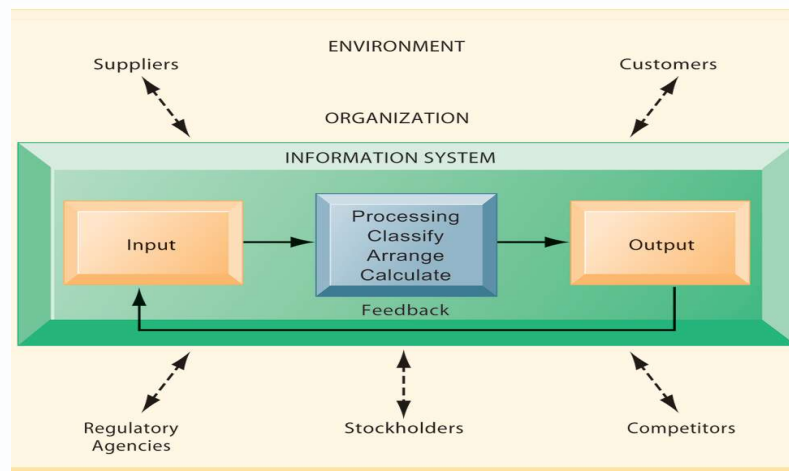 ENVIRONMENT
Suppliers
Customers
ORGANIZATION
INFORMATION SYSTEM
Input
Processing
Classify
Arrange
Calculate
Output
Feedback
Regulatory
Agencies
Stockholders
Competitors